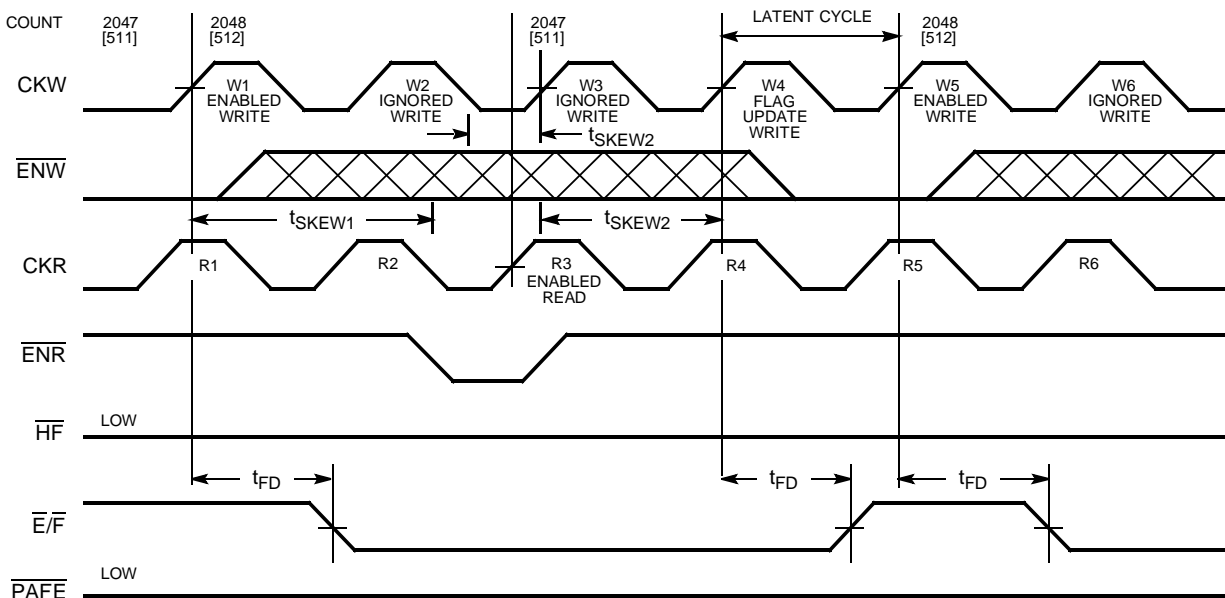 COUNT
2047
[511]
2048
[512]
2047
[511]
LATENT CYCLE
2048
[512]
CKW
W1
ENABLED
WRITE
W2
IGNORED
WRITE
W3
IGNORED
WRITE
W4
FLAG
UPDATE
WRITE
W5
ENABLED
WRITE
W6
IGNORED
WRITE
tSKEW2
ENW
tSKEW1
tSKEW2
CKR
R1
R2
R3
ENABLED
READ
R4
R5
R6
ENR
HF
LOW
tFD
tFD
tFD
E/F
LOW
PAFE